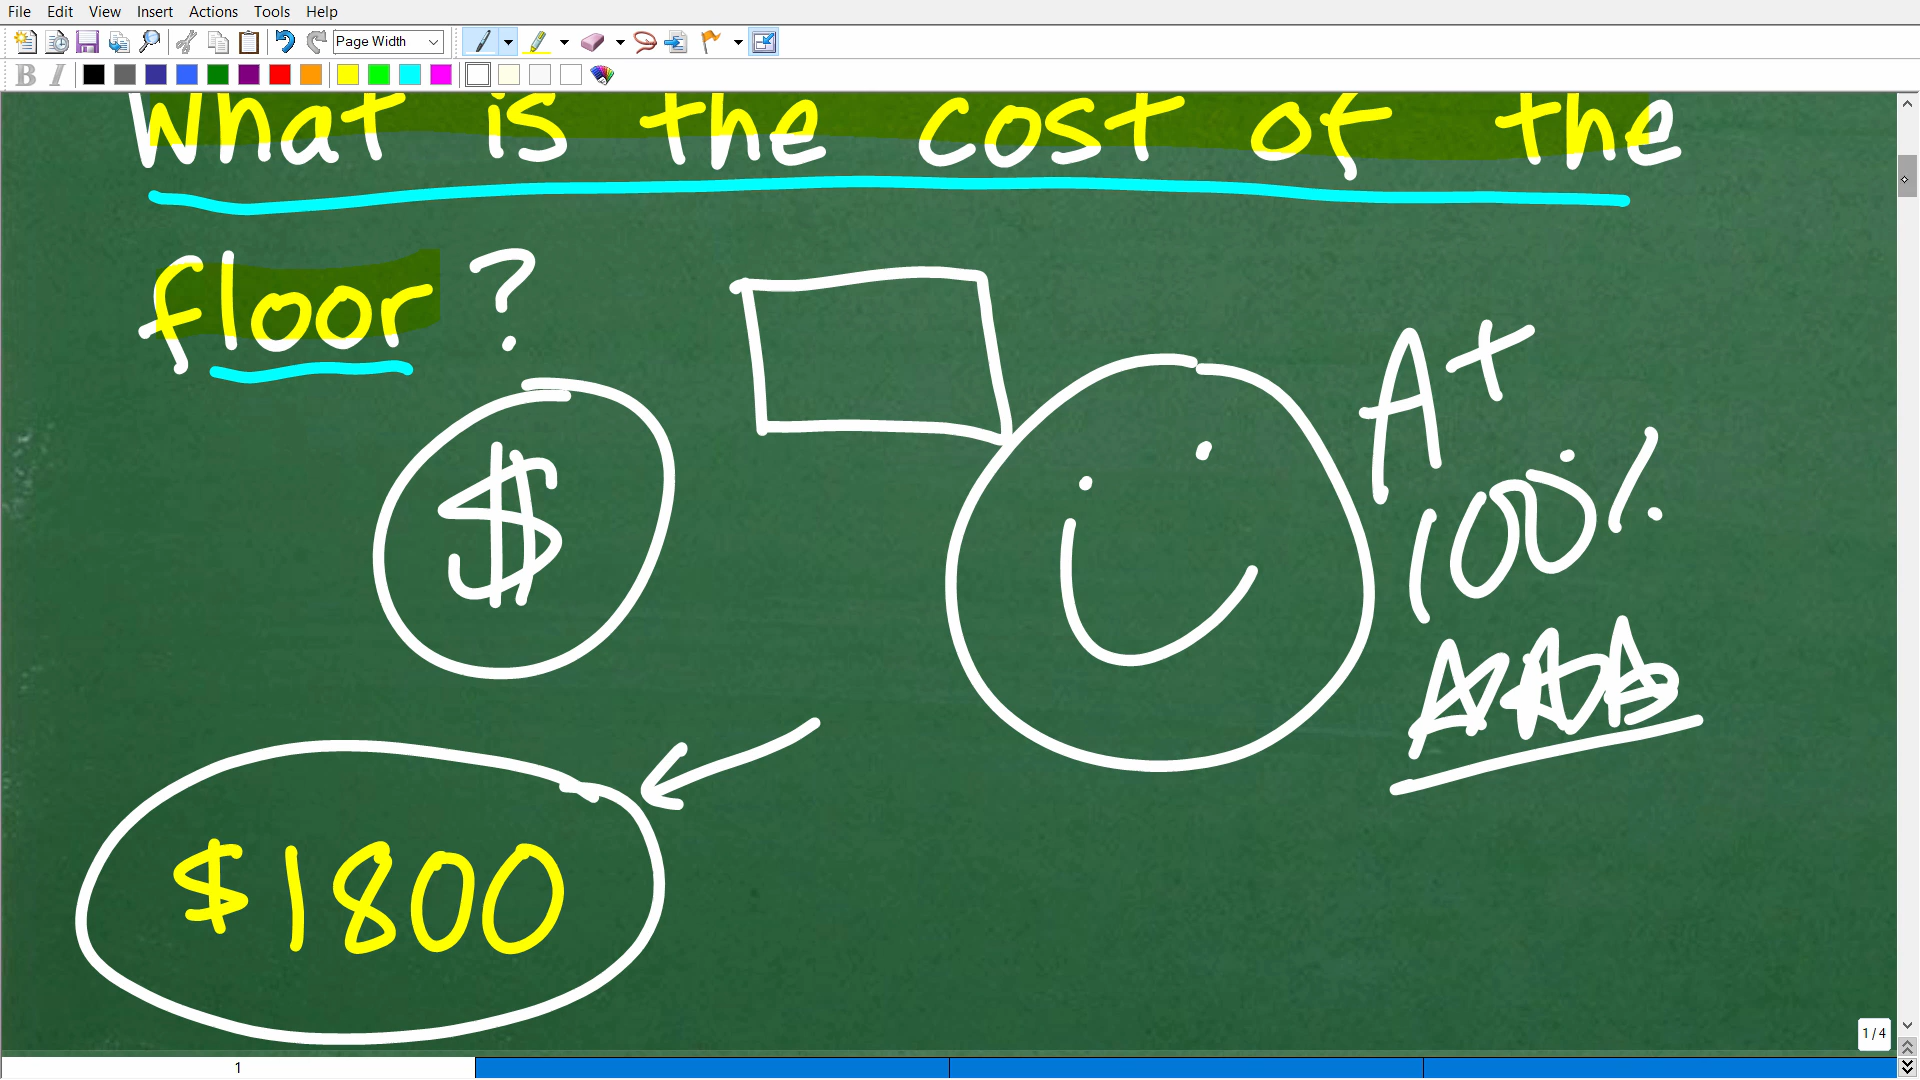 File Edit View Insert Actions Tools Help
Page Width
B I
What is the cost of the
floor ?
$
A+
100%
$1800
1 / 4
1